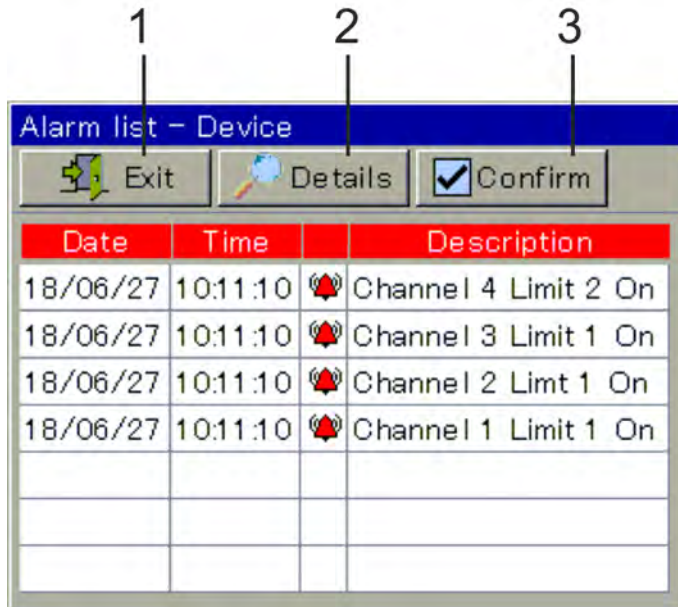 1 2 3
Alarm list - Device
Exit Details Confirm
Date Time Description
18/06/27 10:11:10 Channel 4 Limit 2 On
18/06/27 10:11:10 Channel 3 Limit 1 On
18/06/27 10:11:10 Channel 2 Limt 1 On
18/06/27 10:11:10 Channel 1 Limit 1 On